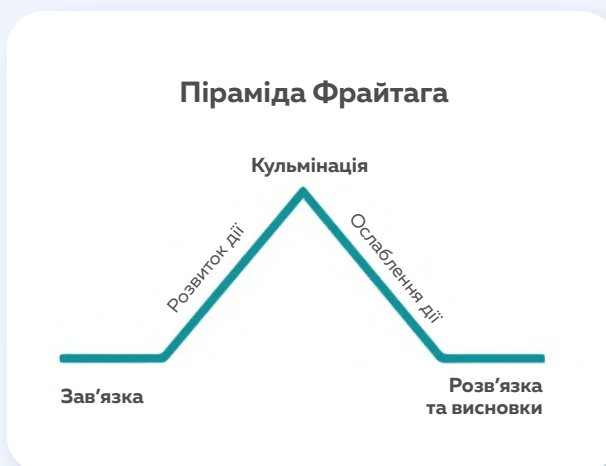 Піраміда Фрайтага
Кульмінація
Розвиток дії
Ослаблення дії
Зав’язка
Розв’язка
та висновки